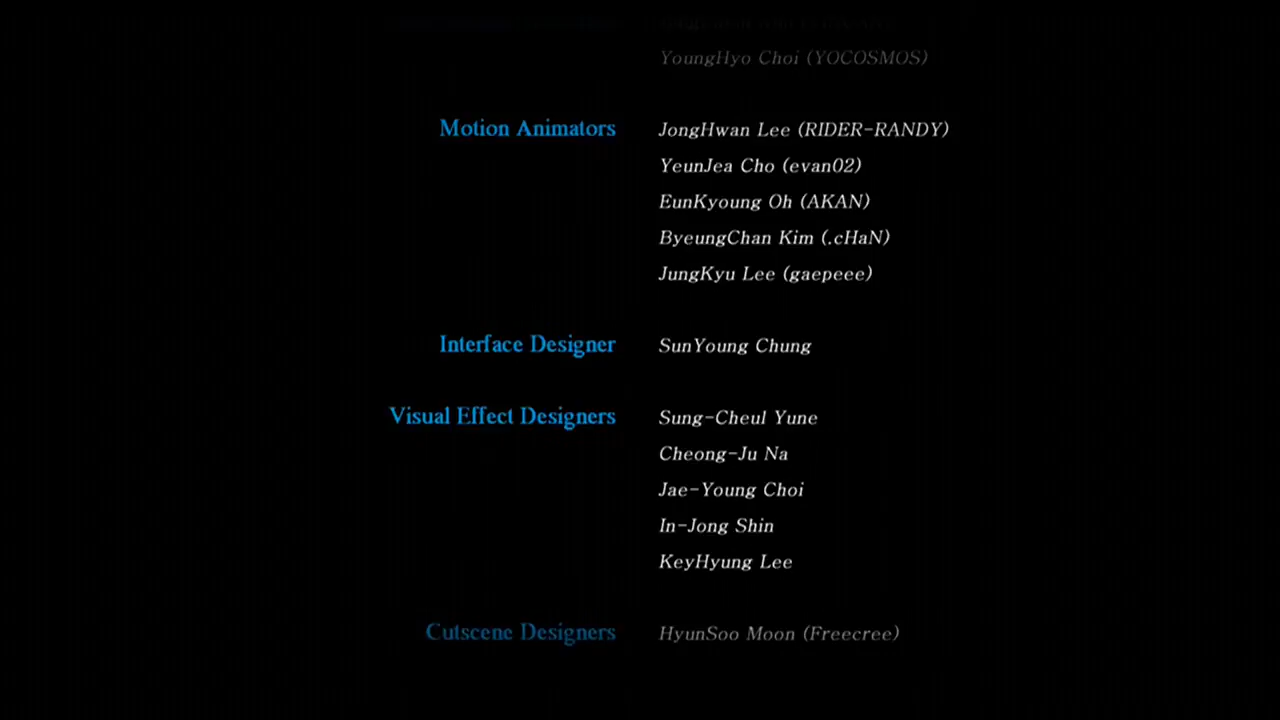 YoungHyo Choi (YOCOSMOS)
Motion Animators JongHwan Lee (RIDER-RANDY)
YeunJea Cho (evan02)
EunKyoung Oh (AKAN)
ByeungChan Kim (.cHaN)
JungKyu Lee (gaepeee)
Interface Designer SunYoung Chung
Visual Effect Designers Sung-Cheul Yune
Cheong-Ju Na
Jae-Young Choi
In-Jong Shin
KeyHyung Lee
Cutscene Designers HyunSoo Moon (Freecree)